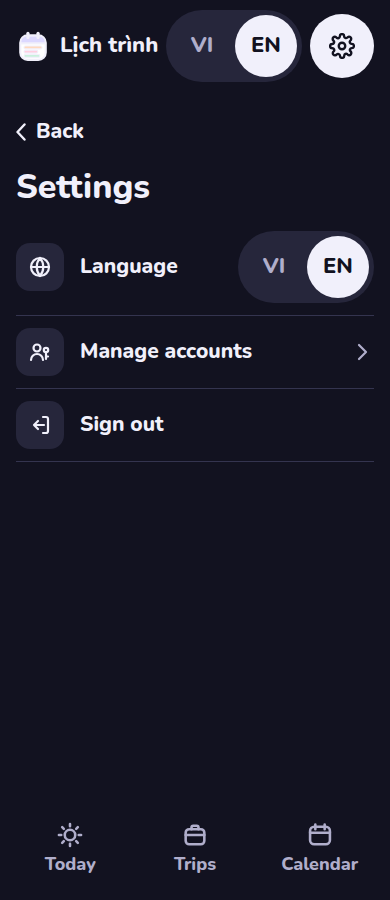 Lịch trình
VI
EN
Back
Settings
Language
VI
EN
Manage accounts
Sign out
Today
Trips
Calendar